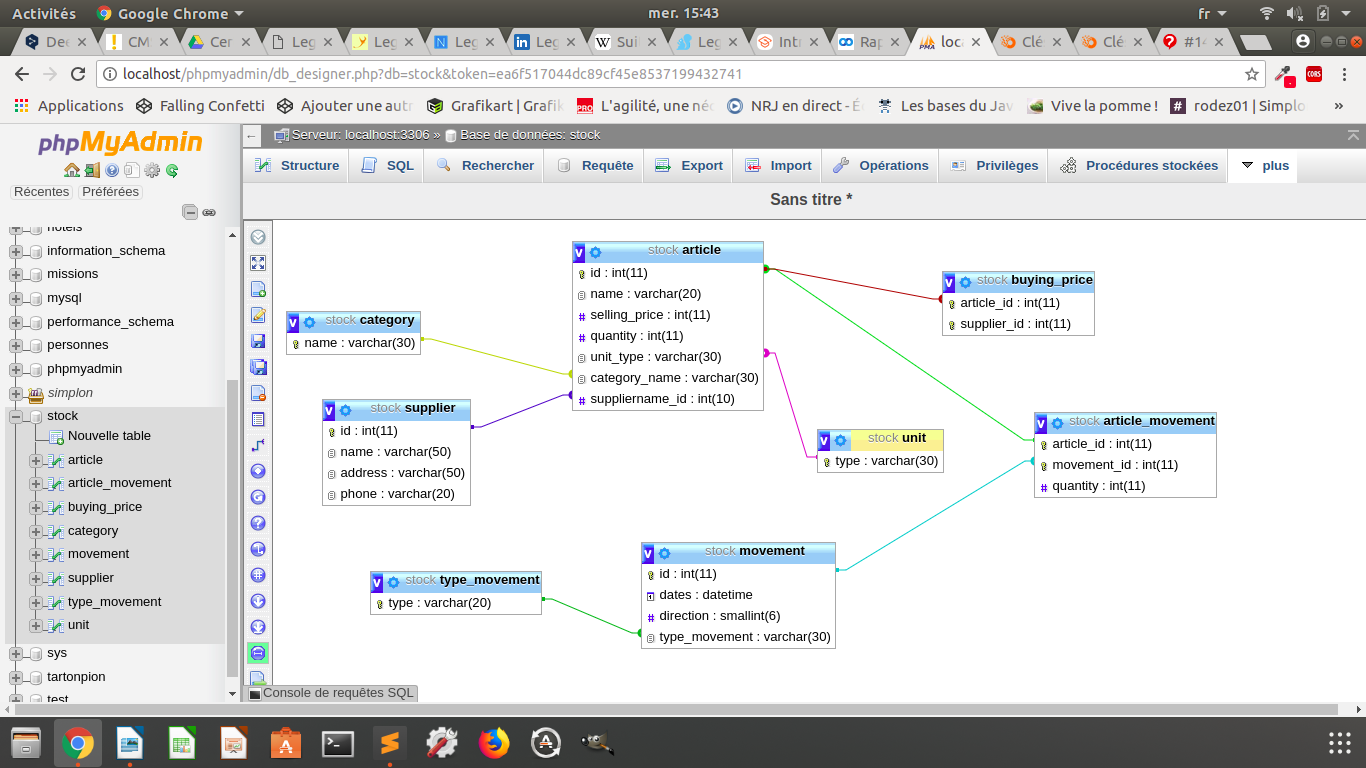 Activités
Google Chrome
mer. 15:43
fr
Dee
CM
Cer
Leg
Leg
Leg
Leg
Sui
Leg
Intr
Rap
loca
Clé
Clé
#14
localhost/phpmyadmin/db_designer.php?db=stock&token=ea6f517044dc89cf45e8537199432741
CORS
Applications
Falling Confetti
Ajouter une autr
Grafikart | Grafik
L'agilité, une néc
NRJ en direct - É
Les bases du Jav
Vive la pomme !
rodez01 | Simplo
»
phpMyAdmin
Récentes
Préférées
hotels
information_schema
missions
mysql
performance_schema
personnes
phpmyadmin
simplon
stock
Nouvelle table
article
article_movement
buying_price
category
movement
supplier
type_movement
unit
sys
tartonpion
test
Serveur: localhost:3306 » Base de données: stock
Structure
SQL
Rechercher
Requête
Export
Import
Opérations
Privilèges
Procédures stockées
plus
Sans titre *
stock article
id : int(11)
name : varchar(20)
selling_price : int(11)
quantity : int(11)
unit_type : varchar(30)
category_name : varchar(30)
suppliername_id : int(10)
stock buying_price
article_id : int(11)
supplier_id : int(11)
stock category
name : varchar(30)
stock supplier
id : int(11)
name : varchar(50)
address : varchar(50)
phone : varchar(20)
stock unit
type : varchar(30)
stock article_movement
article_id : int(11)
movement_id : int(11)
quantity : int(11)
stock movement
id : int(11)
dates : datetime
direction : smallint(6)
type_movement : varchar(30)
stock type_movement
type : varchar(20)
Console de requêtes SQL